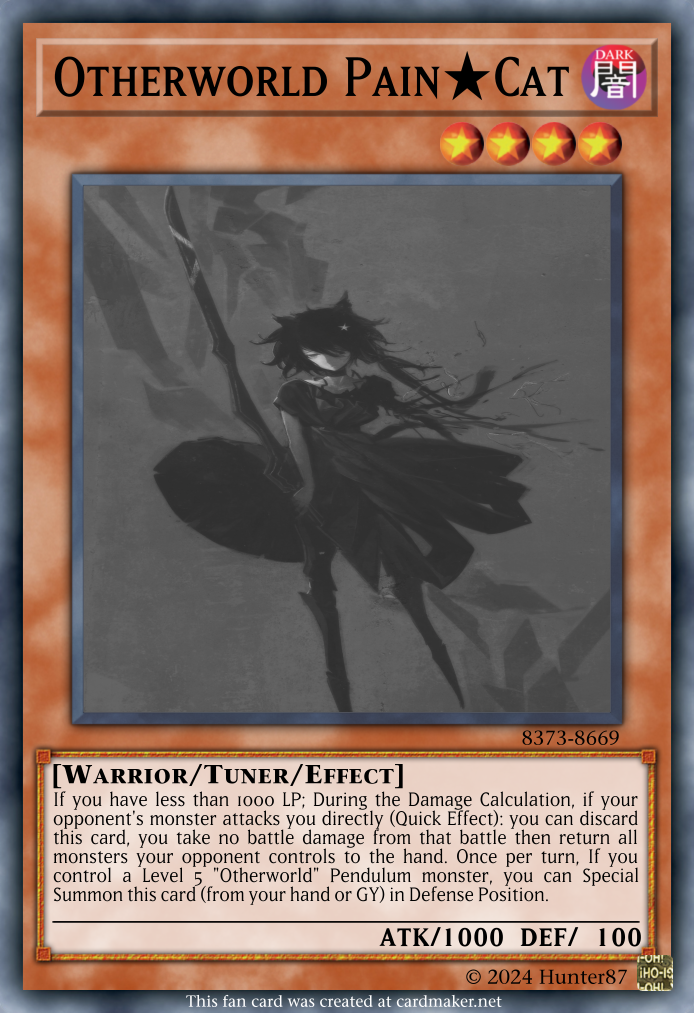 Otherworld Pain★Cat
DARK
闇
8373-8669
[Warrior/Tuner/Effect]
If you have less than 1000 LP; During the Damage Calculation, if your
opponent's monster attacks you directly (Quick Effect): you can discard
this card, you take no battle damage from that battle then return all
monsters your opponent controls to the hand. Once per turn, If you
control a Level 5 "Otherworld" Pendulum monster, you can Special
Summon this card (from your hand or GY) in Defense Position.
ATK/1000 DEF/ 100
© 2024 Hunter87
This fan card was created at cardmaker.net